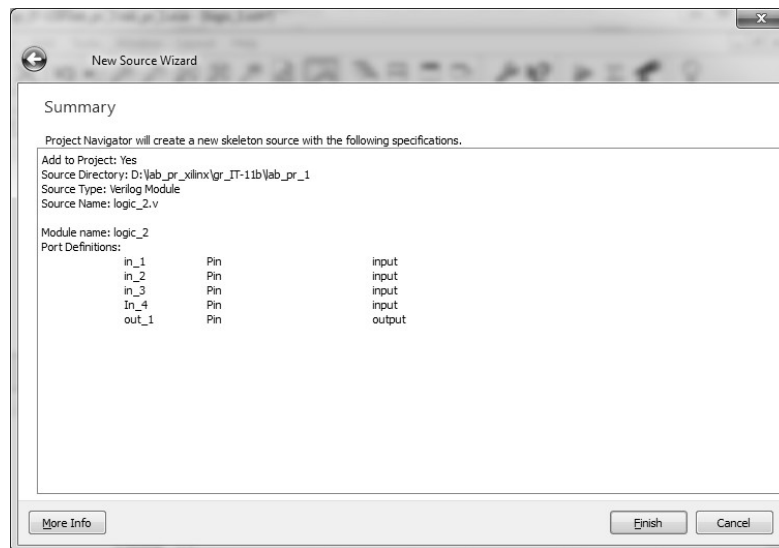 New Source Wizard
Summary
Project Navigator will create a new skeleton source with the following specifications.
Add to Project: Yes
Source Directory: D:\lab_pr_xilinx\gr_IT-11b\lab_pr_1
Source Type: Verilog Module
Source Name: logic_2.v
Module name: logic_2
Port Definitions:
in_1 Pin input
in_2 Pin input
in_3 Pin input
In_4 Pin input
out_1 Pin output
More Info Finish Cancel